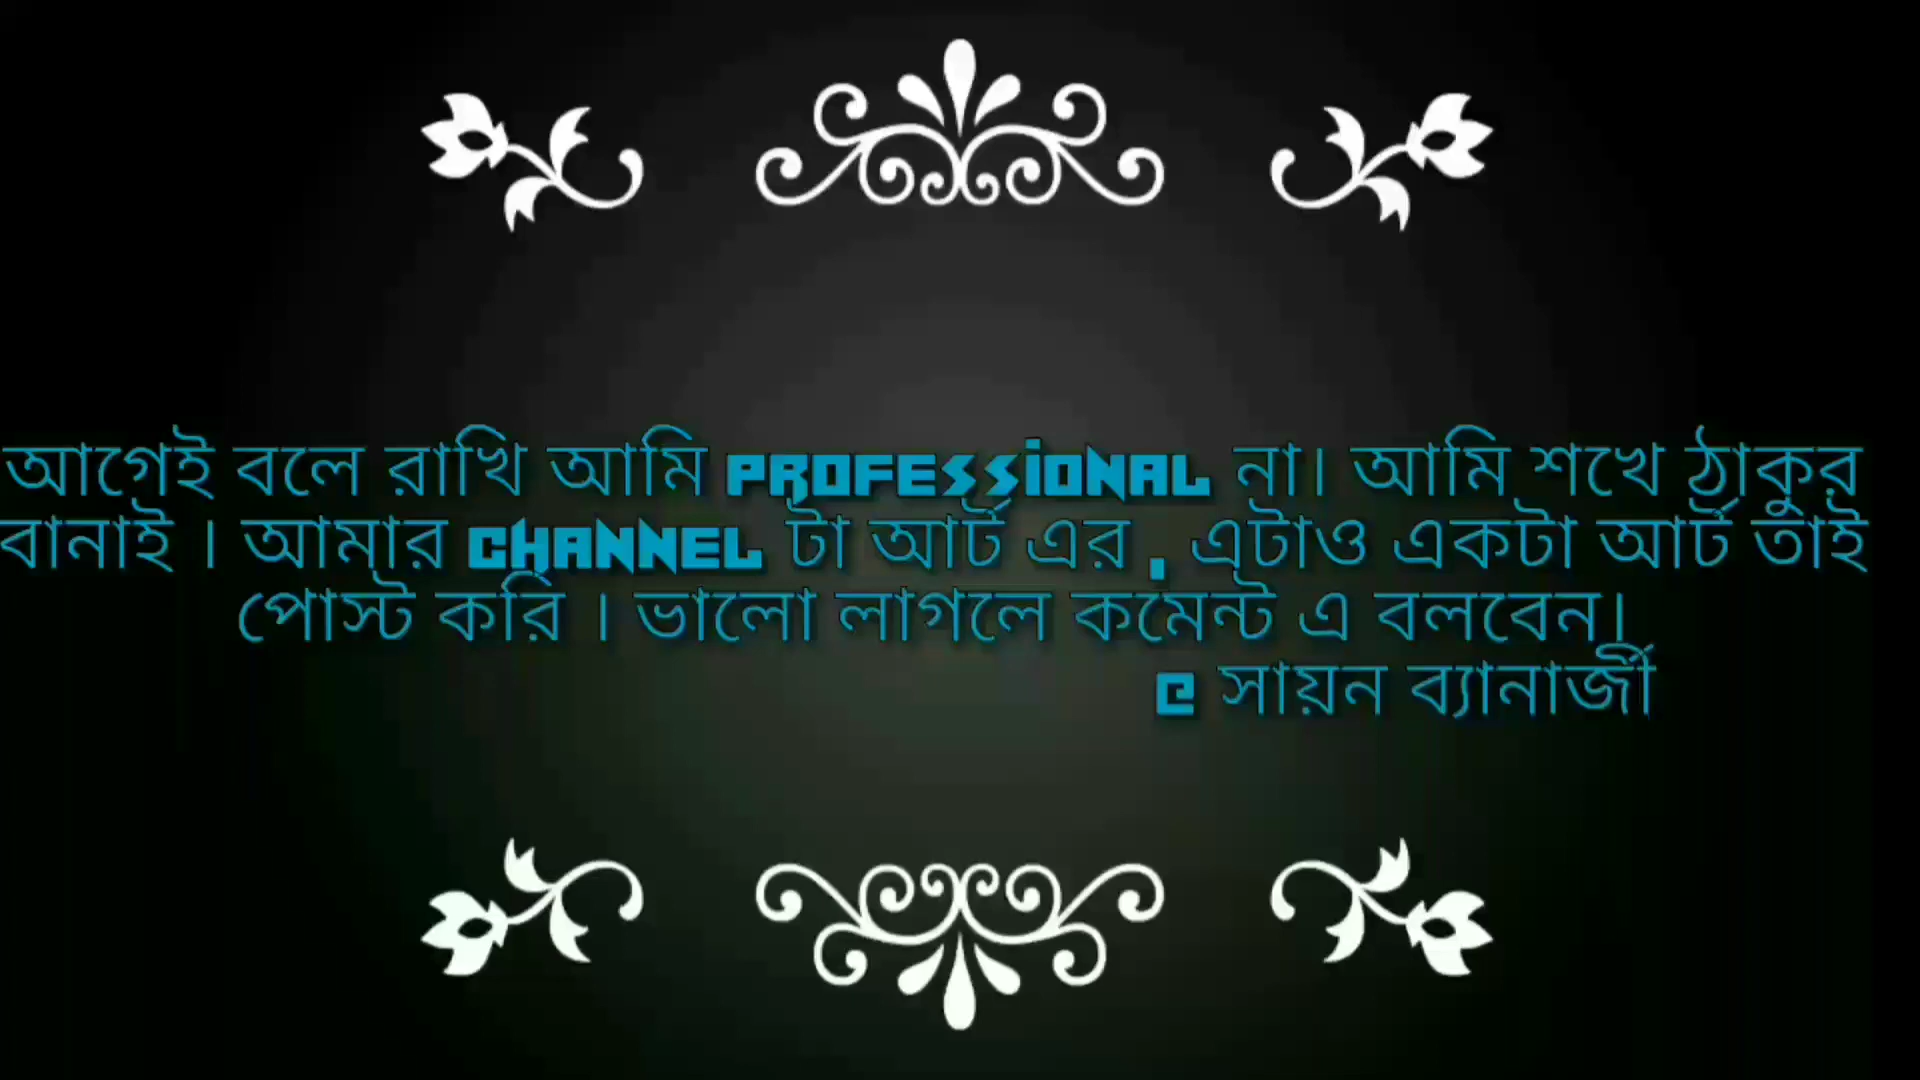 আগেই বলে রাখি আমি PROFESSIONAL না। আমি শখে ঠাকুর
বানাই । আমার CHANNEL টা আর্ট এর , এটাও একটা আর্ট তাই
পোস্ট করি । ভালো লাগলে কমেন্ট এ বলবেন।
@ সায়ন ব্যানার্জী